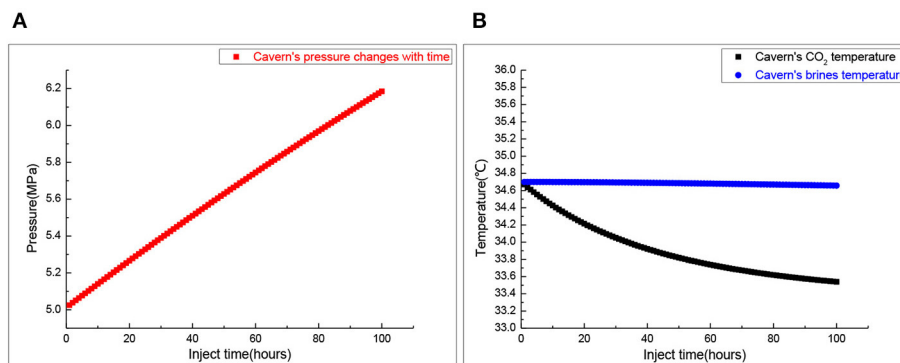 A
Cavern's pressure changes with time
6.2
6.0
5.8
5.6
5.4
5.2
5.0
Pressure(MPa)
0 20 40 60 80 100
Inject time(hours)
B
Cavern's CO₂ temperature
Cavern's brines temperature
36.0
35.8
35.6
35.4
35.2
35.0
34.8
34.6
34.4
34.2
34.0
33.8
33.6
33.4
33.2
33.0
Temperature(℃)
0 20 40 60 80 100
Inject time(hours)